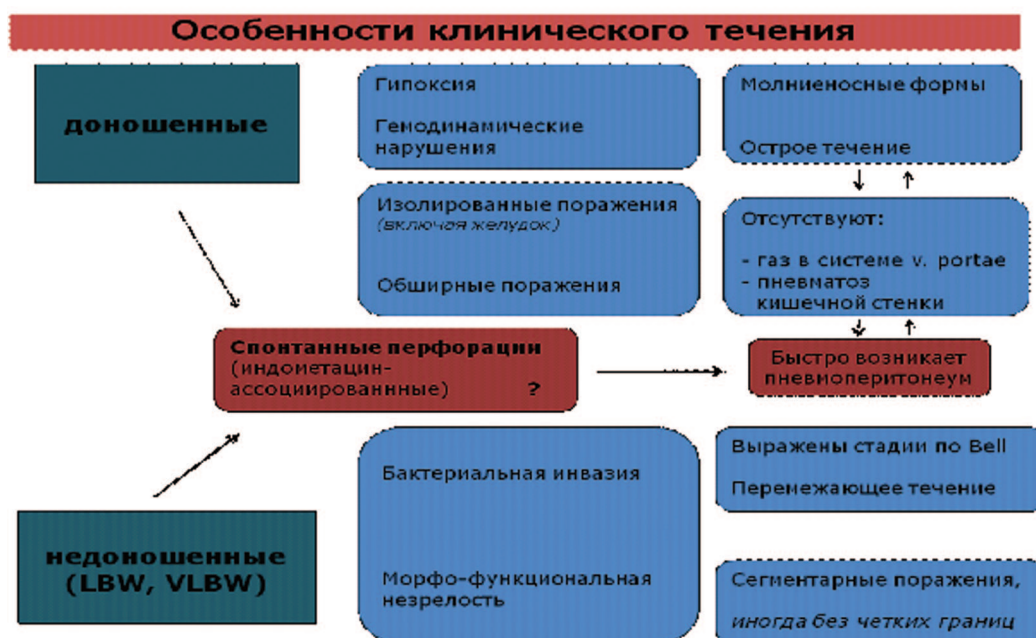 Особенности клинического течения
доношенные
Гипоксия
Гемодинамические
нарушения
Молниеносные формы
Острое течение
Изолированные поражения
(включая желудок)
Обширные поражения
Отсутствуют:
- газ в системе v. portae
- пневматоз
кишечной стенки
Спонтанные перфорации
(индометацин-
ассоциированнные) ?
Быстро возникает
пневмоперитонеум
Бактериальная инвазия
Морфо-функциональная
незрелость
Выражены стадии по Bell
Перемежающее течение
недоношенные
(LBW, VLBW)
Сегментарные поражения,
иногда без четких границ